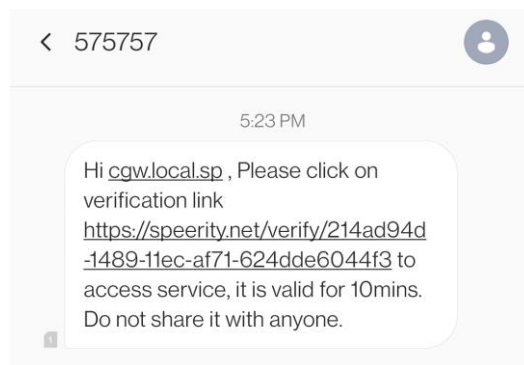 575757
5:23 PM
Hi cgw.local.sp , Please click on
verification link
https://speerity.net/verify/214ad94d
-1489-11ec-af71-624dde6044f3 to
access service, it is valid for 10mins.
Do not share it with anyone.
1